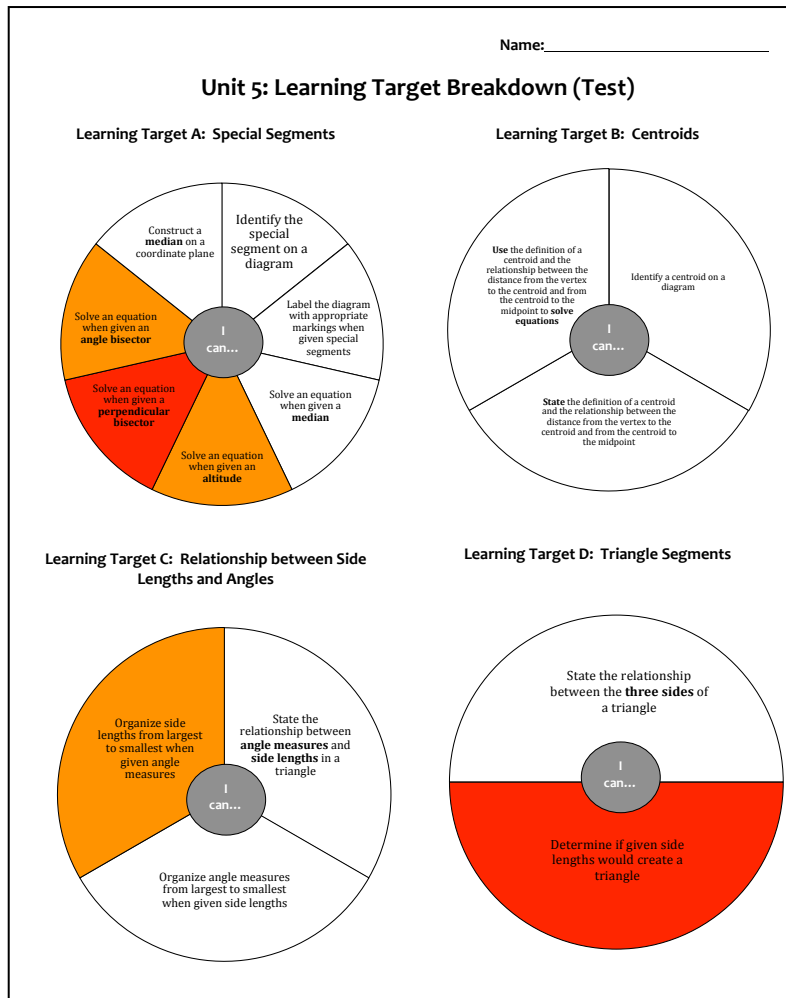 Name:
Unit 5: Learning Target Breakdown (Test)
Learning Target A: Special Segments
Construct a
median on a
coordinate plane
Identify the
special
segment on a
diagram
Label the diagram
with appropriate
markings when
given special
segments
Solve an equation
when given a
median
Solve an equation
when given an
altitude
Solve an equation
when given a
perpendicular
bisector
Solve an equation
when given an
angle bisector
I
can...
Learning Target B: Centroids
Use the definition of a
centroid and the
relationship between the
distance from the vertex
to the centroid and from
the centroid to the
midpoint to solve
equations
Identify a centroid on a
diagram
State the definition of a centroid
and the relationship between the
distance from the vertex to the
centroid and from the centroid to
the midpoint
I
can...
Learning Target C: Relationship between Side
Lengths and Angles
Organize side
lengths from largest
to smallest when
given angle
measures
State the
relationship between
angle measures and
side lengths in a
triangle
Organize angle measures
from largest to smallest
when given side lengths
I
can...
Learning Target D: Triangle Segments
State the relationship
between the three sides of
a triangle
I
can...
Determine if given side
lengths would create a
triangle